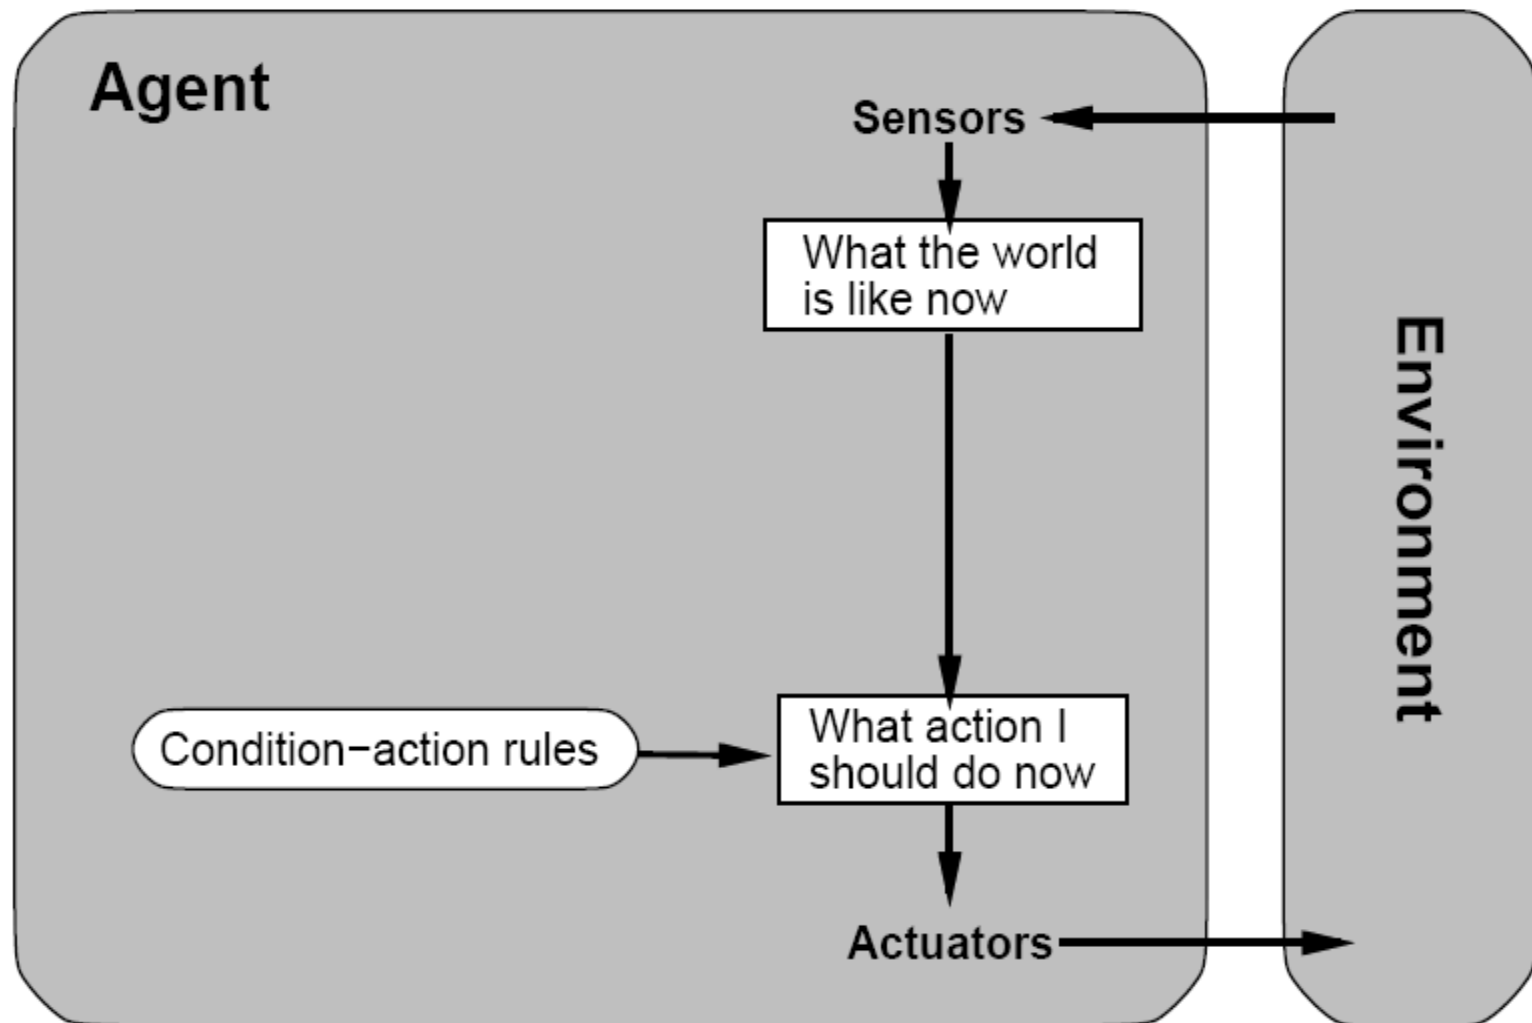 Agent
Sensors
What the world
is like now
Environment
Condition−action rules
What action I
should do now
Actuators